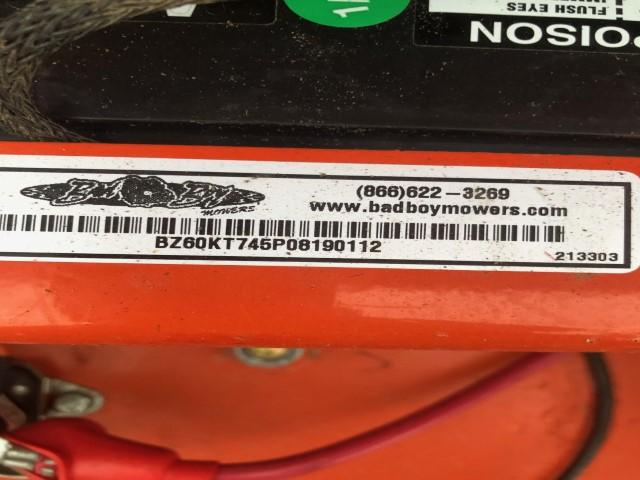 FLUSH EYES
POISON
BAD BOY
MOWERS
(866)622-3269
www.badboymowers.com
BZ60KT745P08190112
213303